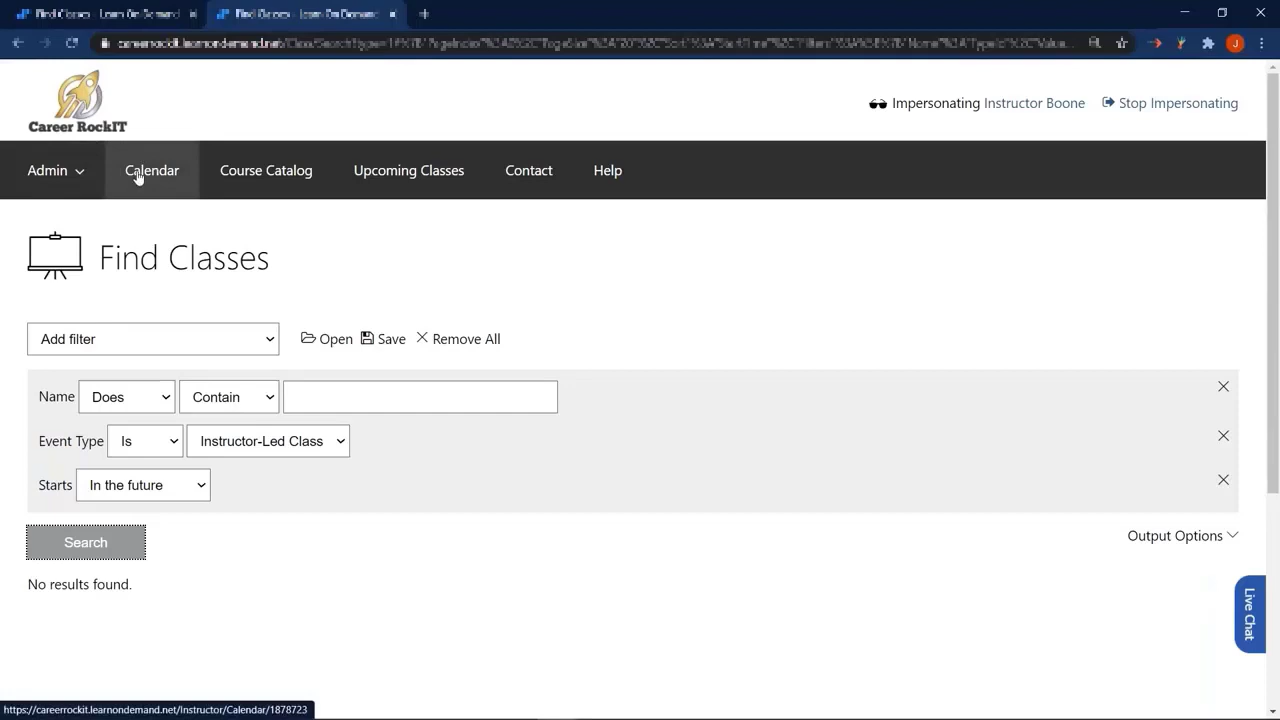 J
Career RockIT
Impersonating Instructor Boone Stop Impersonating
Admin Calendar Course Catalog Upcoming Classes Contact Help
Find Classes
Add filter Open Save Remove All
Name Does Contain
Event Type Is Instructor-Led Class
Starts In the future
Search
Output Options
No results found.
Live Chat
https://careerrockit.learnondemand.net/Instructor/Calendar/1878723